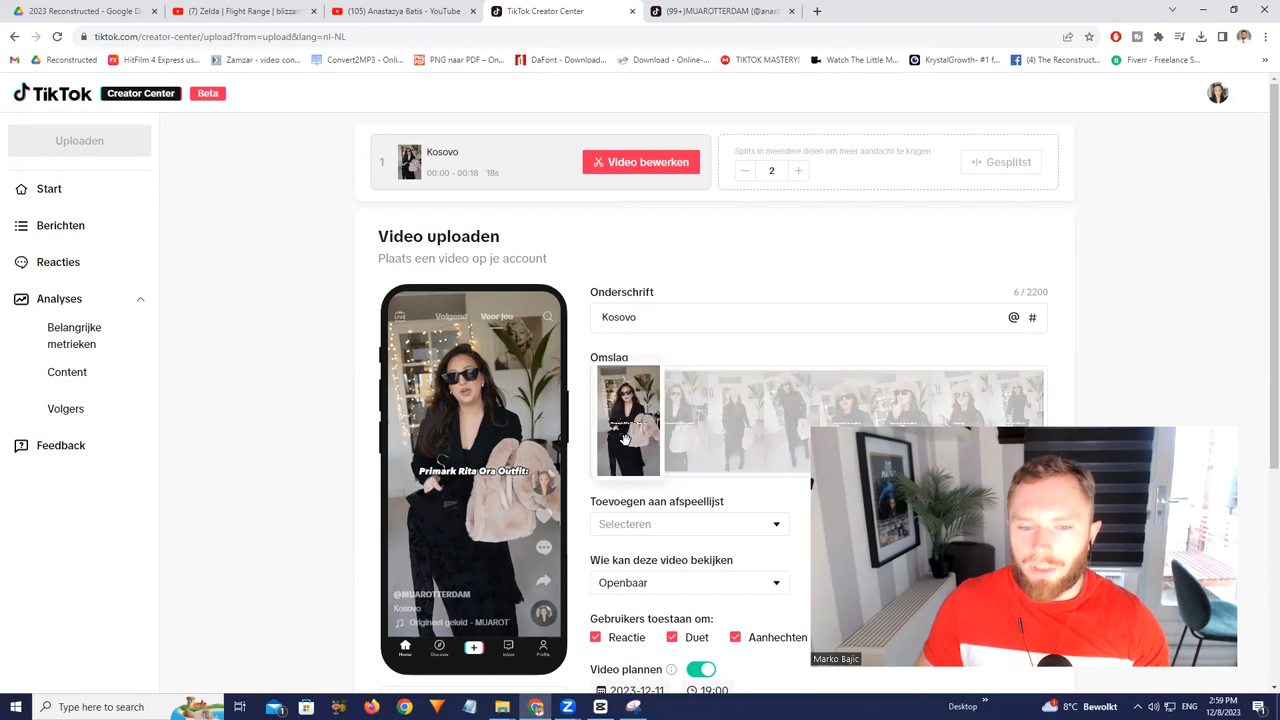 2023 Reconstructed - Google D
(7) Zelda | Flight Range | blizzar
(105) Anastazya Batis - YouTube
TikTok Creator Center
(99+)MUAROTTERDAM (@anast
tiktok.com/creator-center/upload?from=upload&lang=nl-NL
Reconstructed
HitFilm 4 Express us...
Zamzar - video con...
Convert2MP3 - Onli...
PNG naar PDF – On...
DaFont - Download...
Download - Online-...
TIKTOK MASTERY!
Watch The Little M...
KrystalGrowth- #1 f...
(4) The Reconstruct...
Fiverr - Freelance S...
TikTok Creator Center Beta
Uploaden
Start
Berichten
Reacties
Analyses
Belangrijke
metrieken
Content
Volgers
Feedback
1
Kosovo
00:00 - 00:18 18s
Video bewerken
Splits in meerdere delen om meer aandacht te krijgen
2
Gesplitst
Video uploaden
Plaats een video op je account
LIVE
Volgend Voor jou
Primark Rita Ora Outfit:
@MUAROTTERDAM
Kosovo
Origineel geluid - MUAROT
Home Discover Inbox Profile
Onderschrift
6 / 2200
Kosovo
@ #
Omslag
Toevoegen aan afspeellijst
Selecteren
Wie kan deze video bekijken
Openbaar
Gebruikers toestaan om:
Reactie Duet Aanhechten
Video plannen
2023-12-11 19:00
Marko Bajic
Type here to search
Desktop
8°C Bewolkt
2:59 PM
12/8/2023